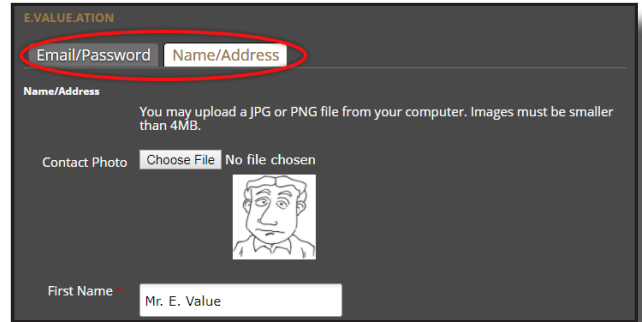 E.VALUE.ATION
Email/Password Name/Address
Name/Address
You may upload a JPG or PNG file from your computer. Images must be smaller
than 4MB.
Contact Photo Choose File No file chosen
First Name *
Mr. E. Value